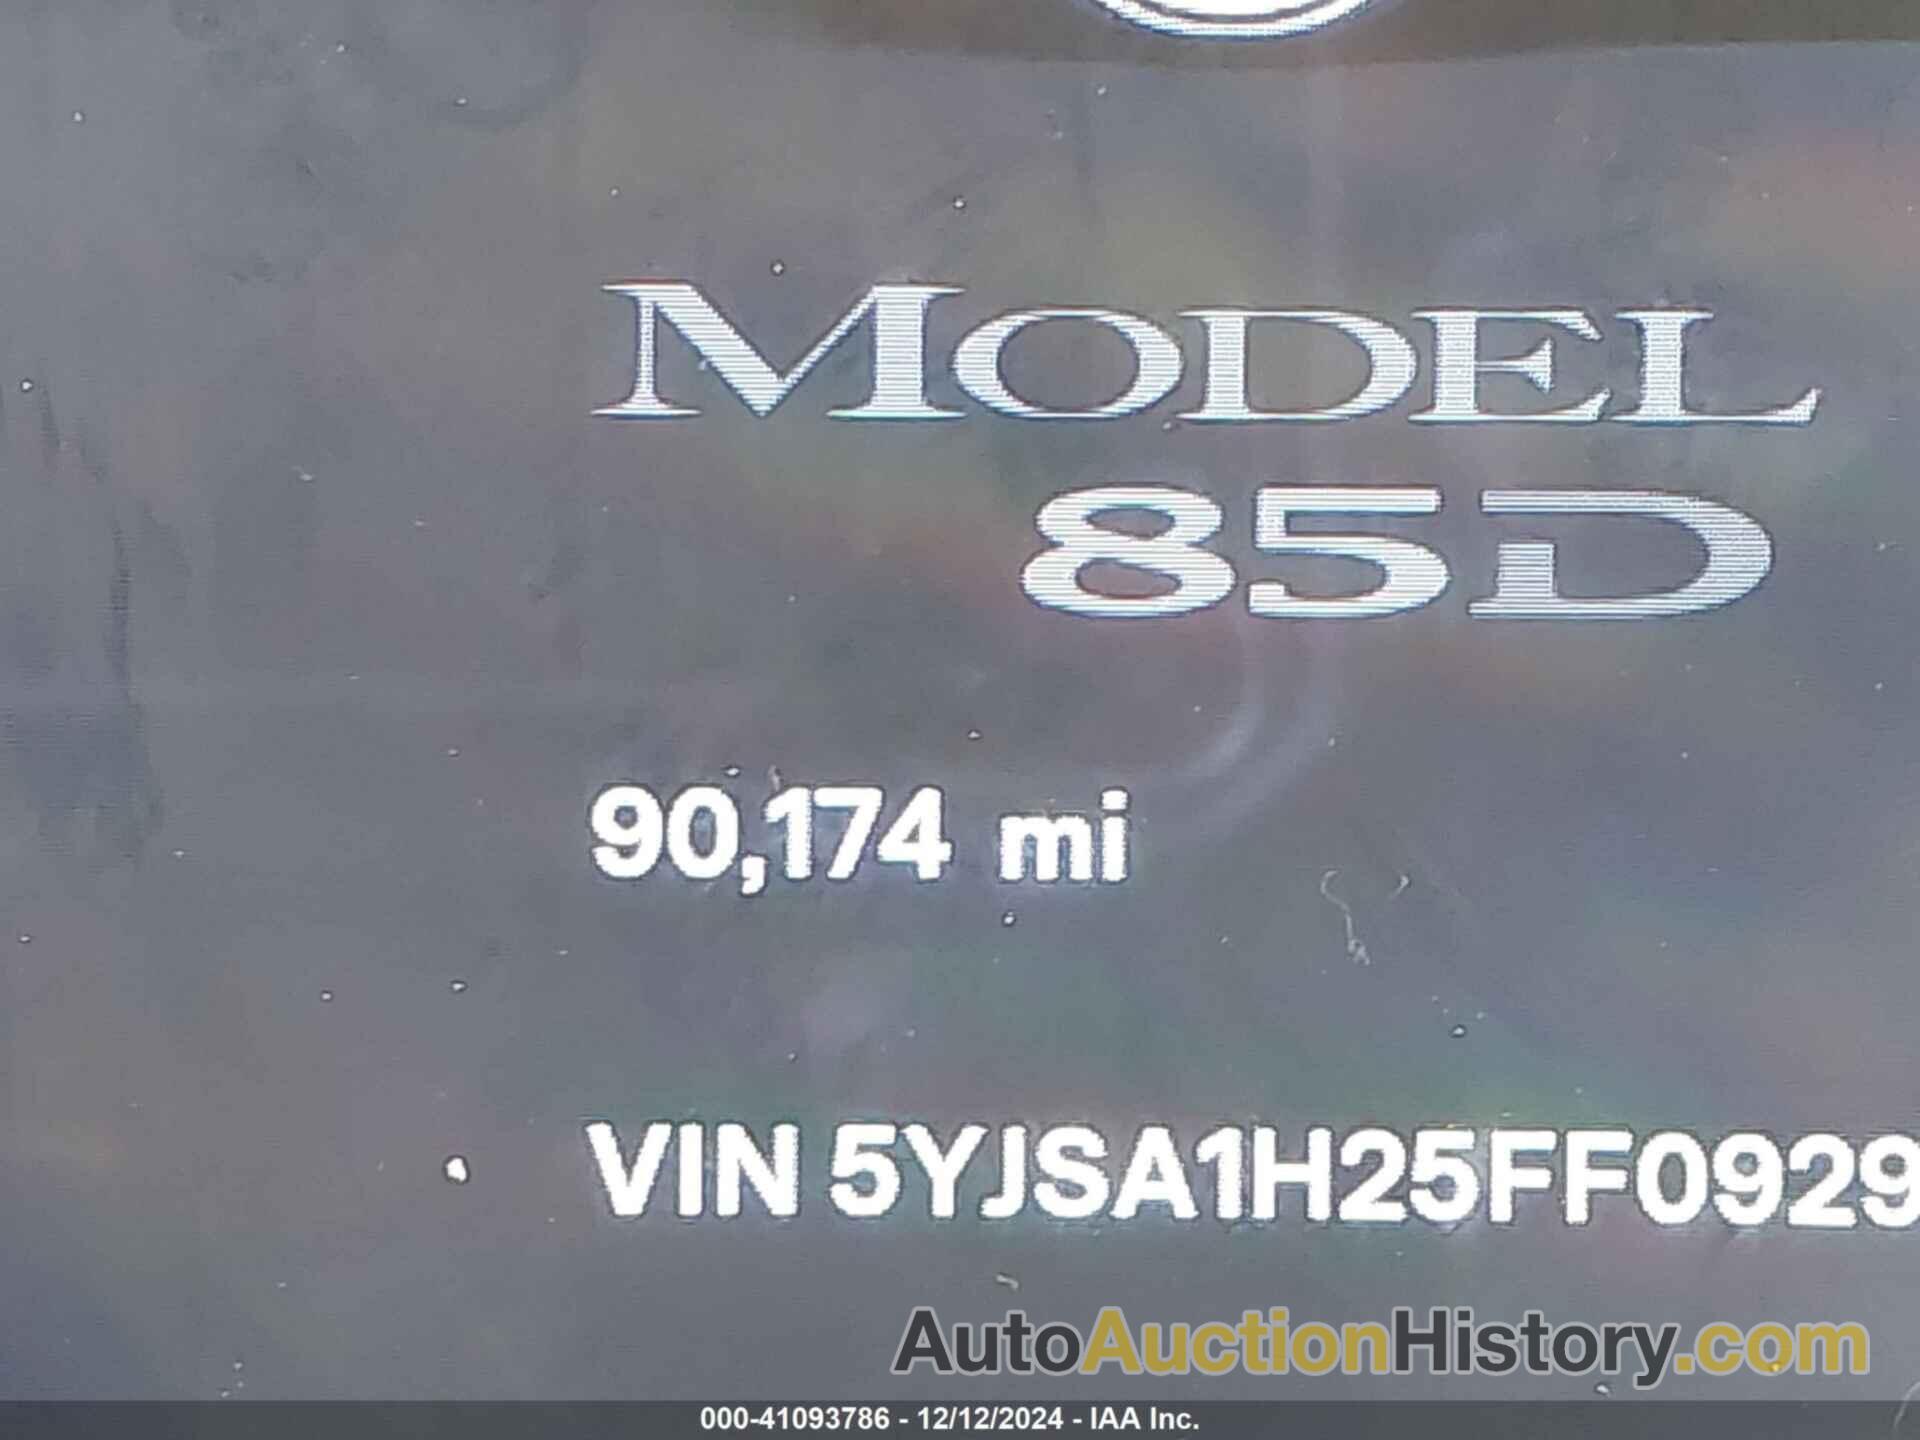 MODEL
85D
90,174 mi
VIN 5YJSA1H25FF0929
AutoAuctionHistory.com
000-41093786 - 12/12/2024 - IAA Inc.